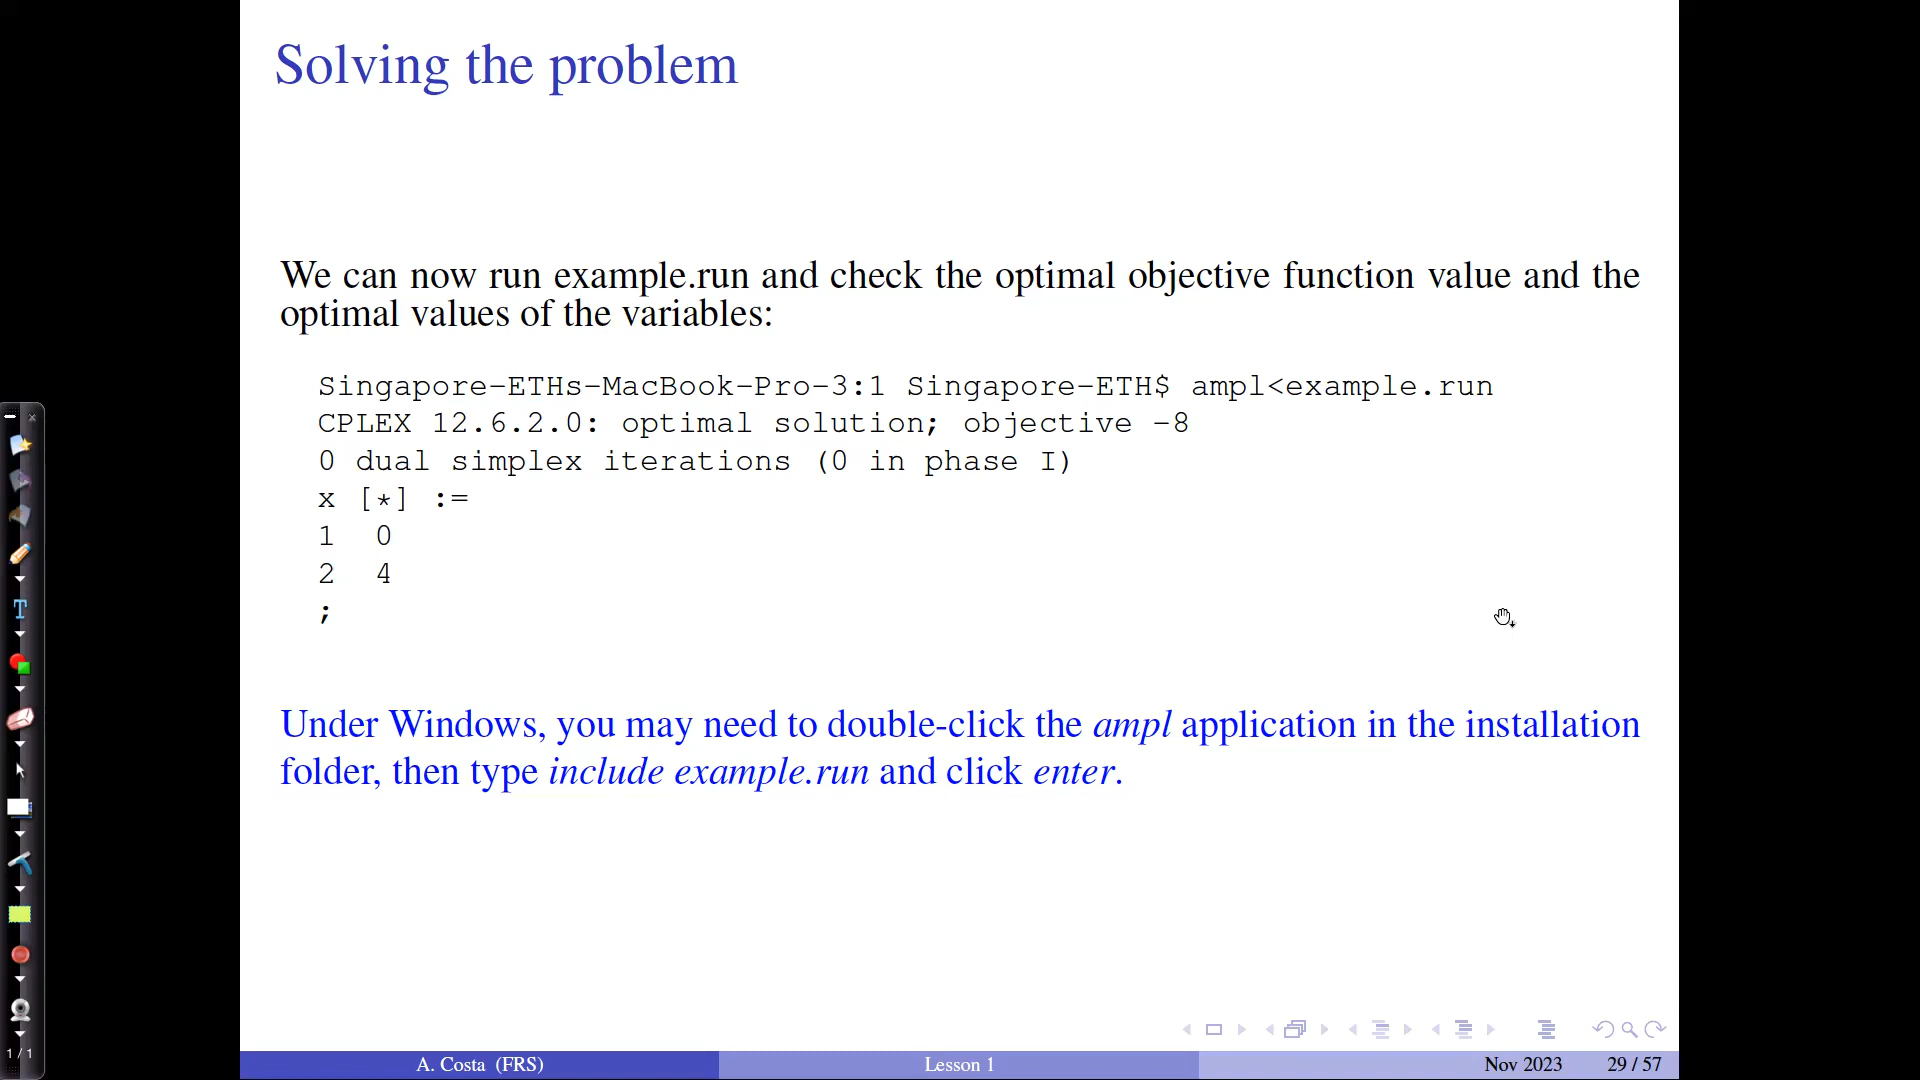 Solving the problem
We can now run example.run and check the optimal objective function value and the
optimal values of the variables:
Singapore-ETHs-MacBook-Pro-3:1 Singapore-ETH$ ampl<example.run
CPLEX 12.6.2.0: optimal solution; objective -8
0 dual simplex iterations (0 in phase I)
x [*] :=
1  0
2  4
;
Under Windows, you may need to double-click the ampl application in the installation
folder, then type include example.run and click enter.
T
1 / 1
A. Costa (FRS) Lesson 1 Nov 2023 29 / 57